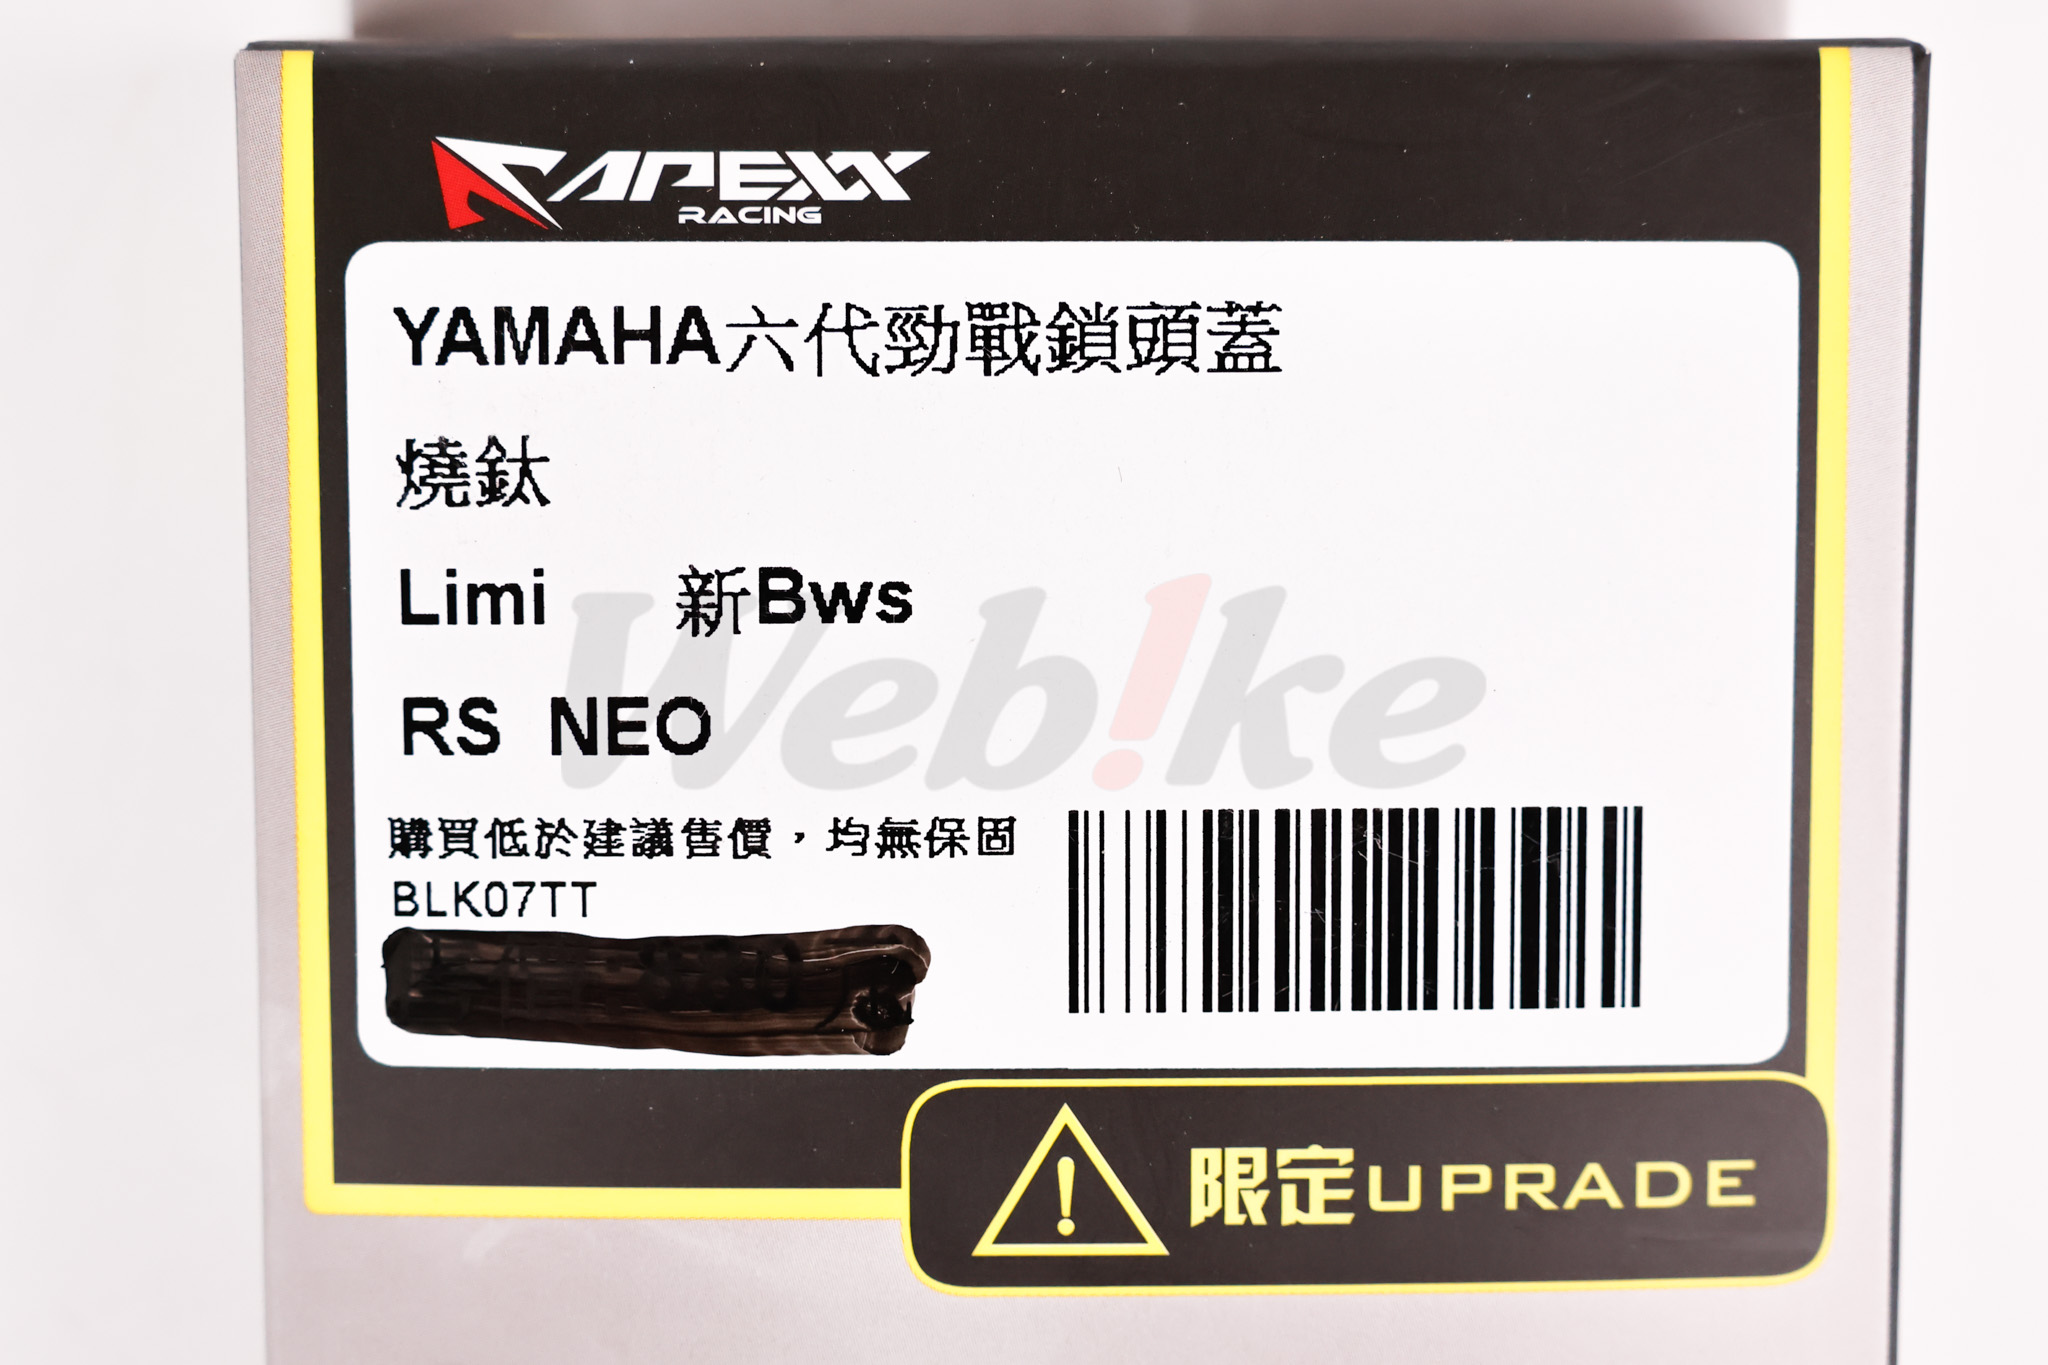 APEXX
RACING
YAMAHA六代勁戰鎖頭蓋
燒鈦
Limi 新Bws
RS NEO
Web!ke
購買低於建議售價，均無保固
BLK07TT
限定UPRADE